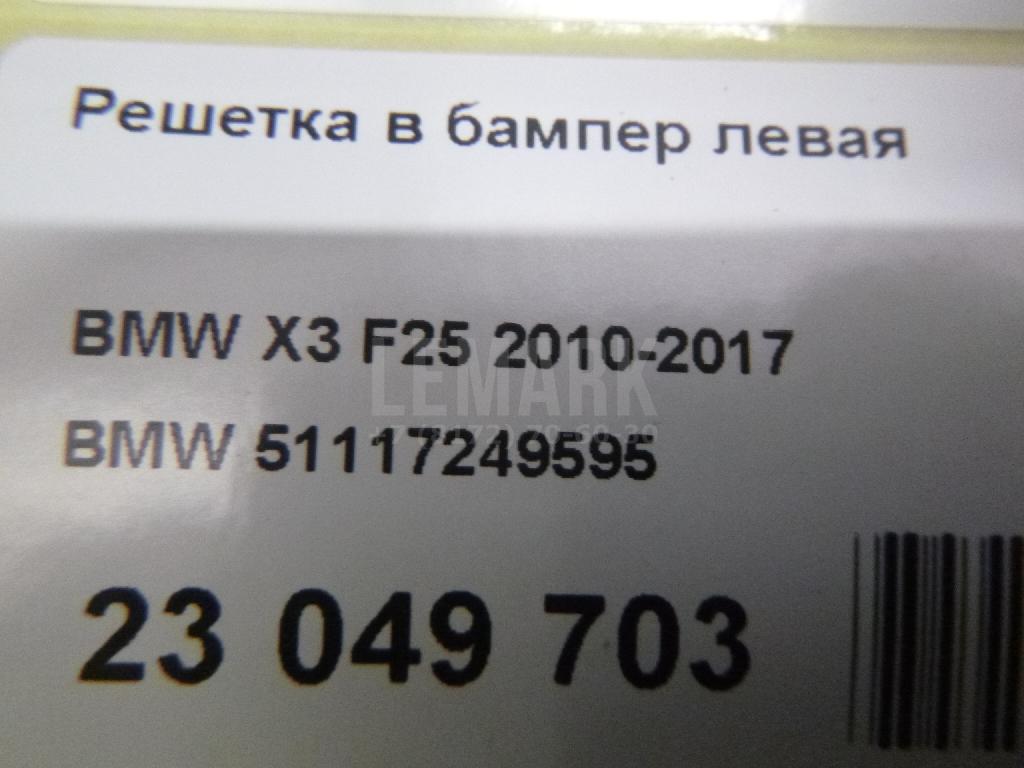 Решетка в бампер левая
BMW X3 F25 2010-2017
LEMARK
BMW 51117249595
23 049 703